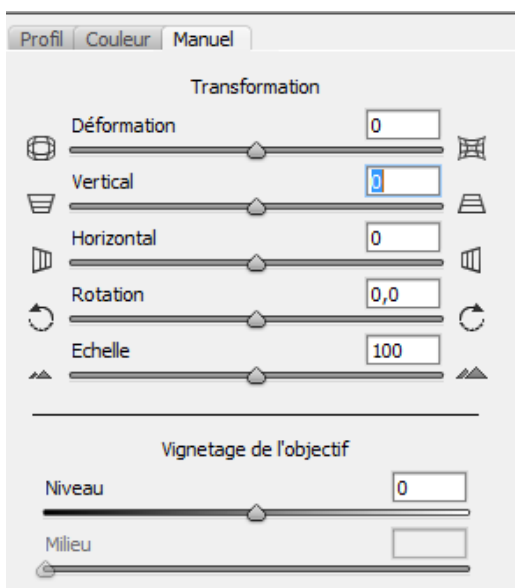 Profil Couleur Manuel
Transformation
Déformation 0
Vertical 0
Horizontal 0
Rotation 0,0
Echelle 100
Vignetage de l'objectif
Niveau 0
Milieu